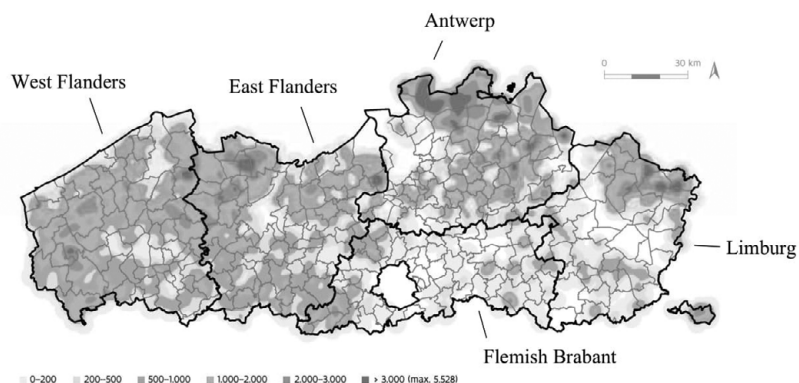 Antwerp
West Flanders
East Flanders
0 30 km
Limburg
Flemish Brabant
0–200 200–500 500–1.000 1.000–2.000 2.000–3.000 > 3.000 (max. 5.528)